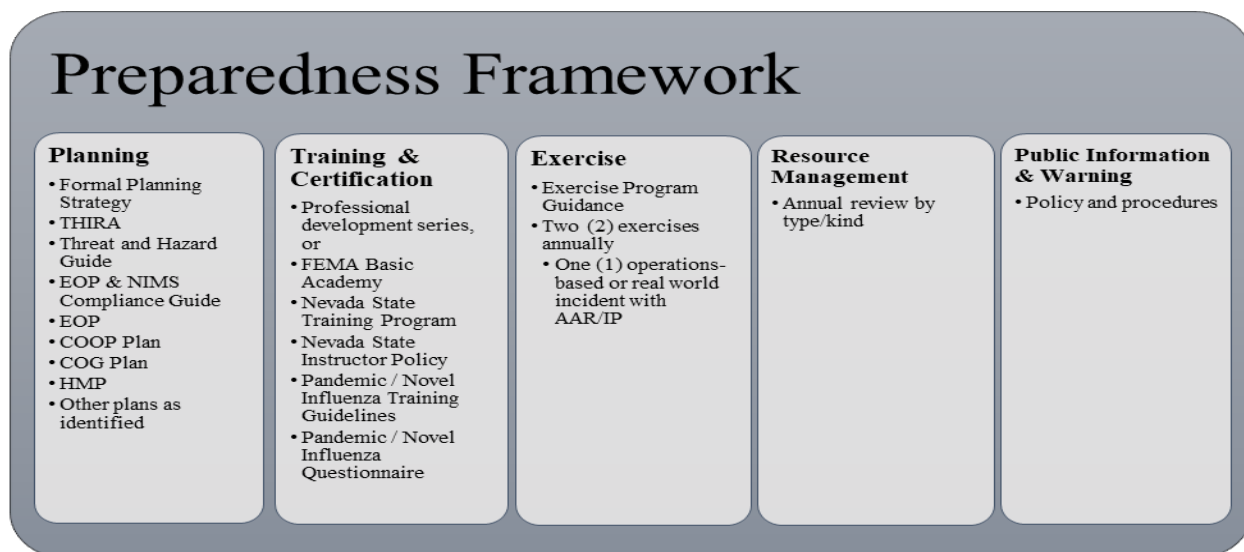 Preparedness Framework
Planning
• Formal Planning
Strategy
• THIRA
• Threat and Hazard
Guide
• EOP & NIMS
Compliance Guide
• EOP
• COOP Plan
• COG Plan
• HMP
• Other plans as
identified
Training &
Certification
• Professional
development series,
or
• FEMA Basic
Academy
• Nevada State
Training Program
• Nevada State
Instructor Policy
• Pandemic / Novel
Influenza Training
Guidelines
• Pandemic / Novel
Influenza
Questionnaire
Exercise
• Exercise Program
Guidance
• Two (2) exercises
annually
• One (1) operations-
based or real world
incident with
AAR/IP
Resource
Management
• Annual review by
type/kind
Public Information
& Warning
• Policy and procedures